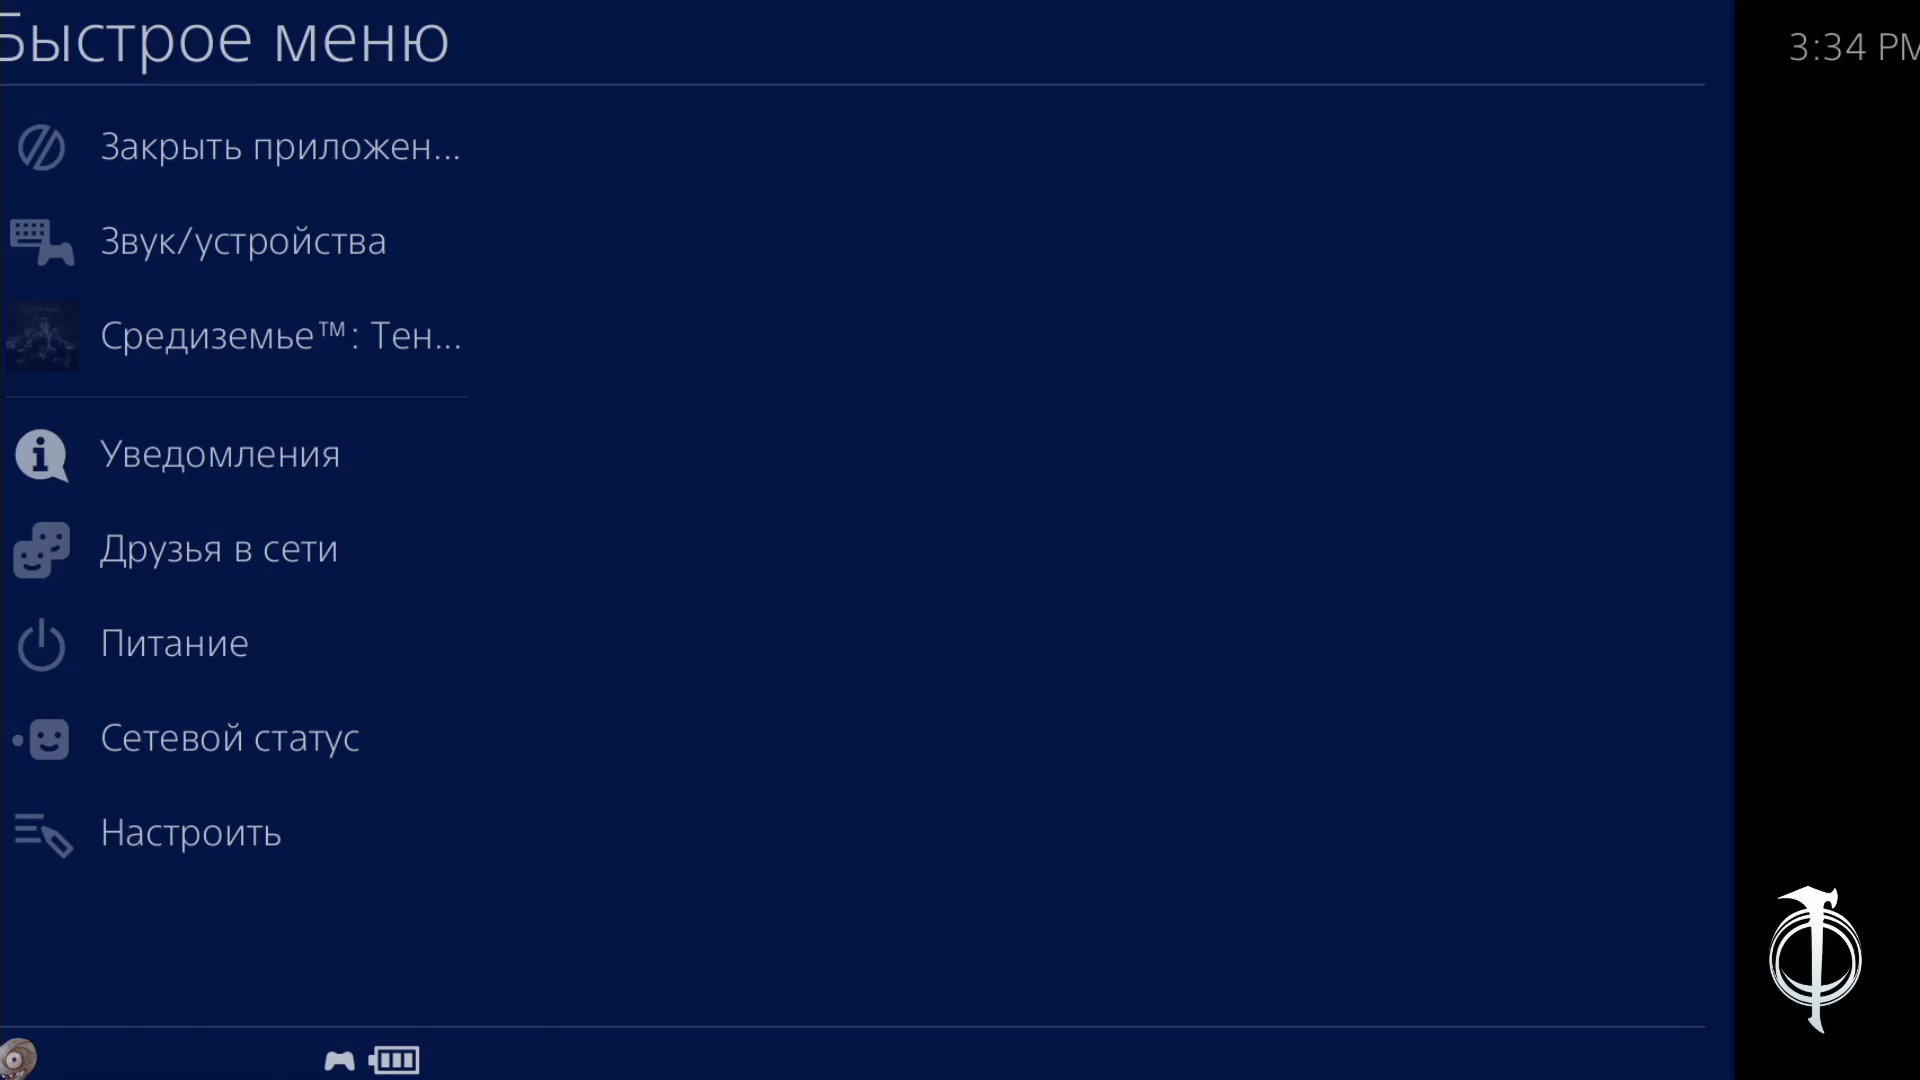 Быстрое меню
3:34 PM
Закрыть приложен...
Звук/устройства
Средиземье™: Тен...
Уведомления
Друзья в сети
Питание
Сетевой статус
Настроить